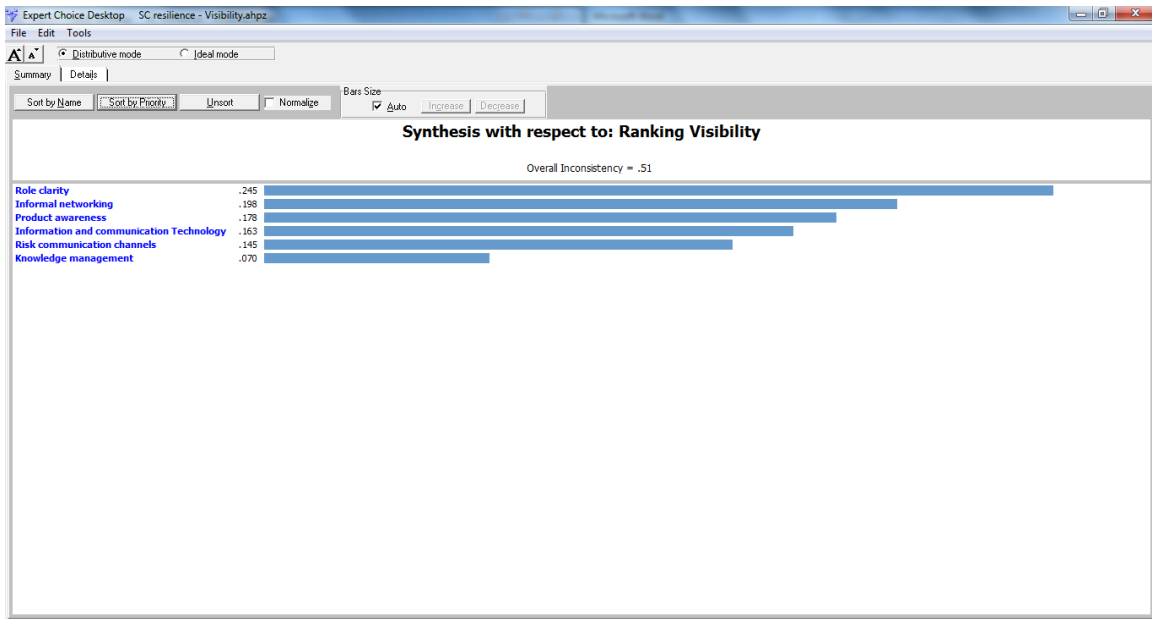 Expert Choice Desktop SC resilience - Visibility.ahpz
File Edit Tools
A A Distributive mode Ideal mode
Summary Details
Sort by Name Sort by Priority Unsort Normalize Bars Size Auto Increase Decrease
Synthesis with respect to: Ranking Visibility
Overall Inconsistency = .51
Role clarity .245
Informal networking .198
Product awareness .178
Information and communication Technology .163
Risk communication channels .145
Knowledge management .070